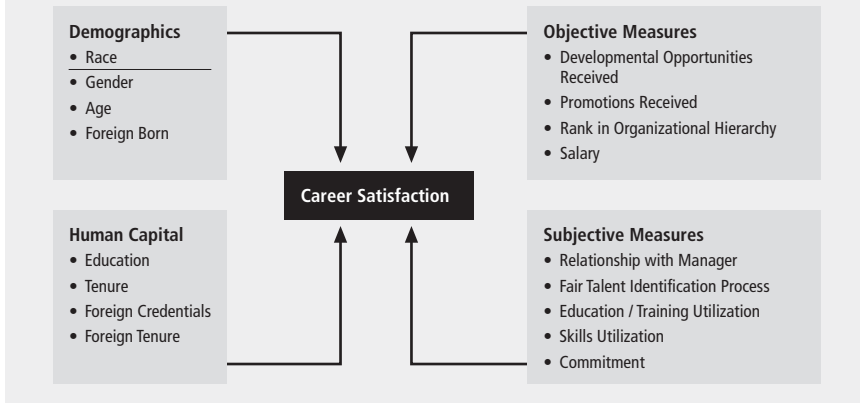 Demographics
• Race
• Gender
• Age
• Foreign Born
Objective Measures
• Developmental Opportunities
Received
• Promotions Received
• Rank in Organizational Hierarchy
• Salary
Career Satisfaction
Human Capital
• Education
• Tenure
• Foreign Credentials
• Foreign Tenure
Subjective Measures
• Relationship with Manager
• Fair Talent Identification Process
• Education / Training Utilization
• Skills Utilization
• Commitment